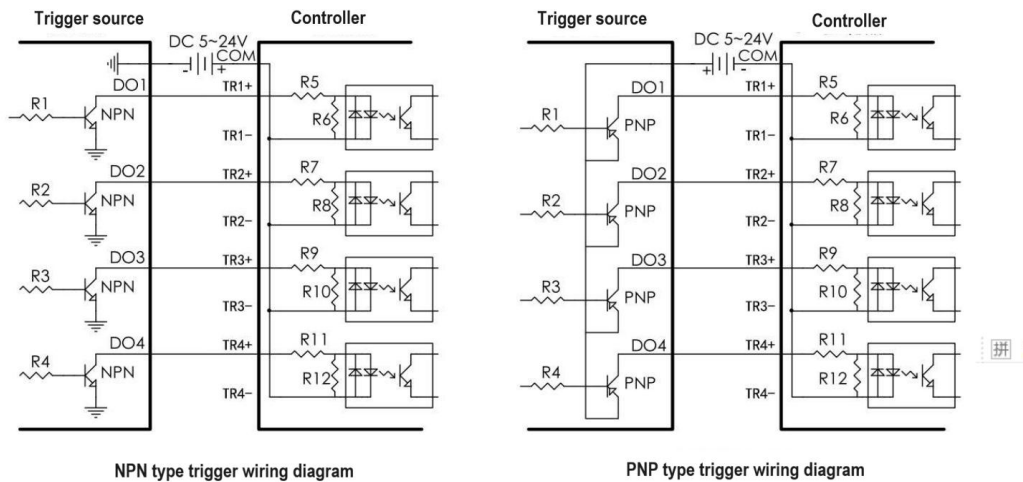 Trigger source
Controller
DC 5~24V
COM
- +
DO1
TR1+
R5
R1
NPN
R6
TR1−
DO2
TR2+
R7
R2
NPN
R8
TR2−
DO3
TR3+
R9
R3
NPN
R10
TR3−
DO4
TR4+
R11
R4
NPN
R12
TR4−
NPN type trigger wiring diagram
Trigger source
Controller
DC 5~24V
COM
+ -
DO1
TR1+
R5
R1
PNP
R6
TR1−
DO2
TR2+
R7
R2
PNP
R8
TR2−
DO3
TR3+
R9
R3
PNP
R10
TR3−
DO4
TR4+
R11
R4
PNP
R12
TR4−
PNP type trigger wiring diagram
拼